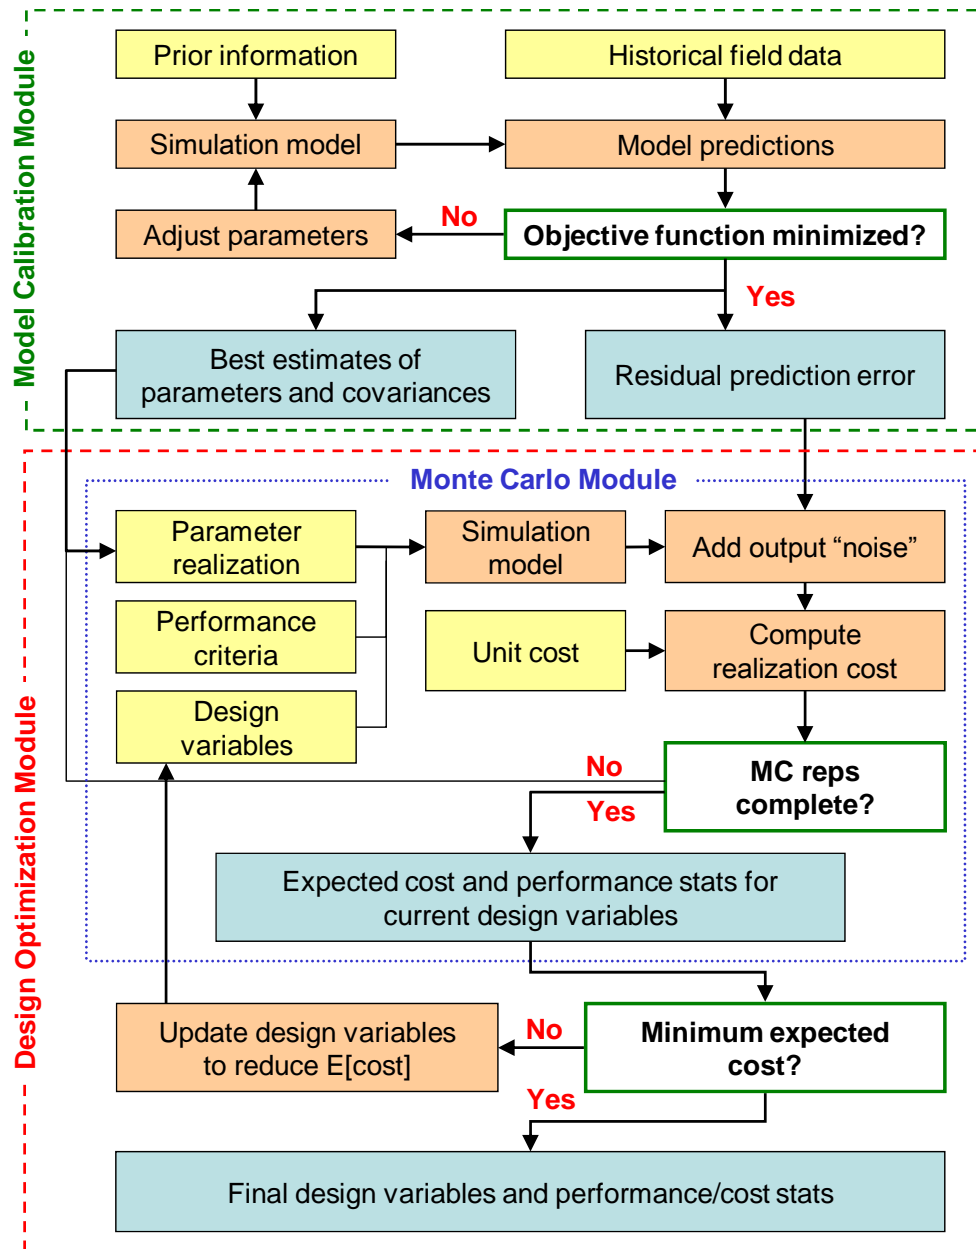 Model Calibration Module
Prior information
Historical field data
Simulation model
Model predictions
No
Adjust parameters
Objective function minimized?
Yes
Best estimates of
parameters and covariances
Residual prediction error
Design Optimization Module
Monte Carlo Module
Parameter
realization
Simulation
model
Add output “noise”
Performance
criteria
Unit cost
Compute
realization cost
Design
variables
No
Yes
MC reps
complete?
Expected cost and performance stats for
current design variables
Update design variables
to reduce E[cost]
No
Minimum expected
cost?
Yes
Final design variables and performance/cost stats